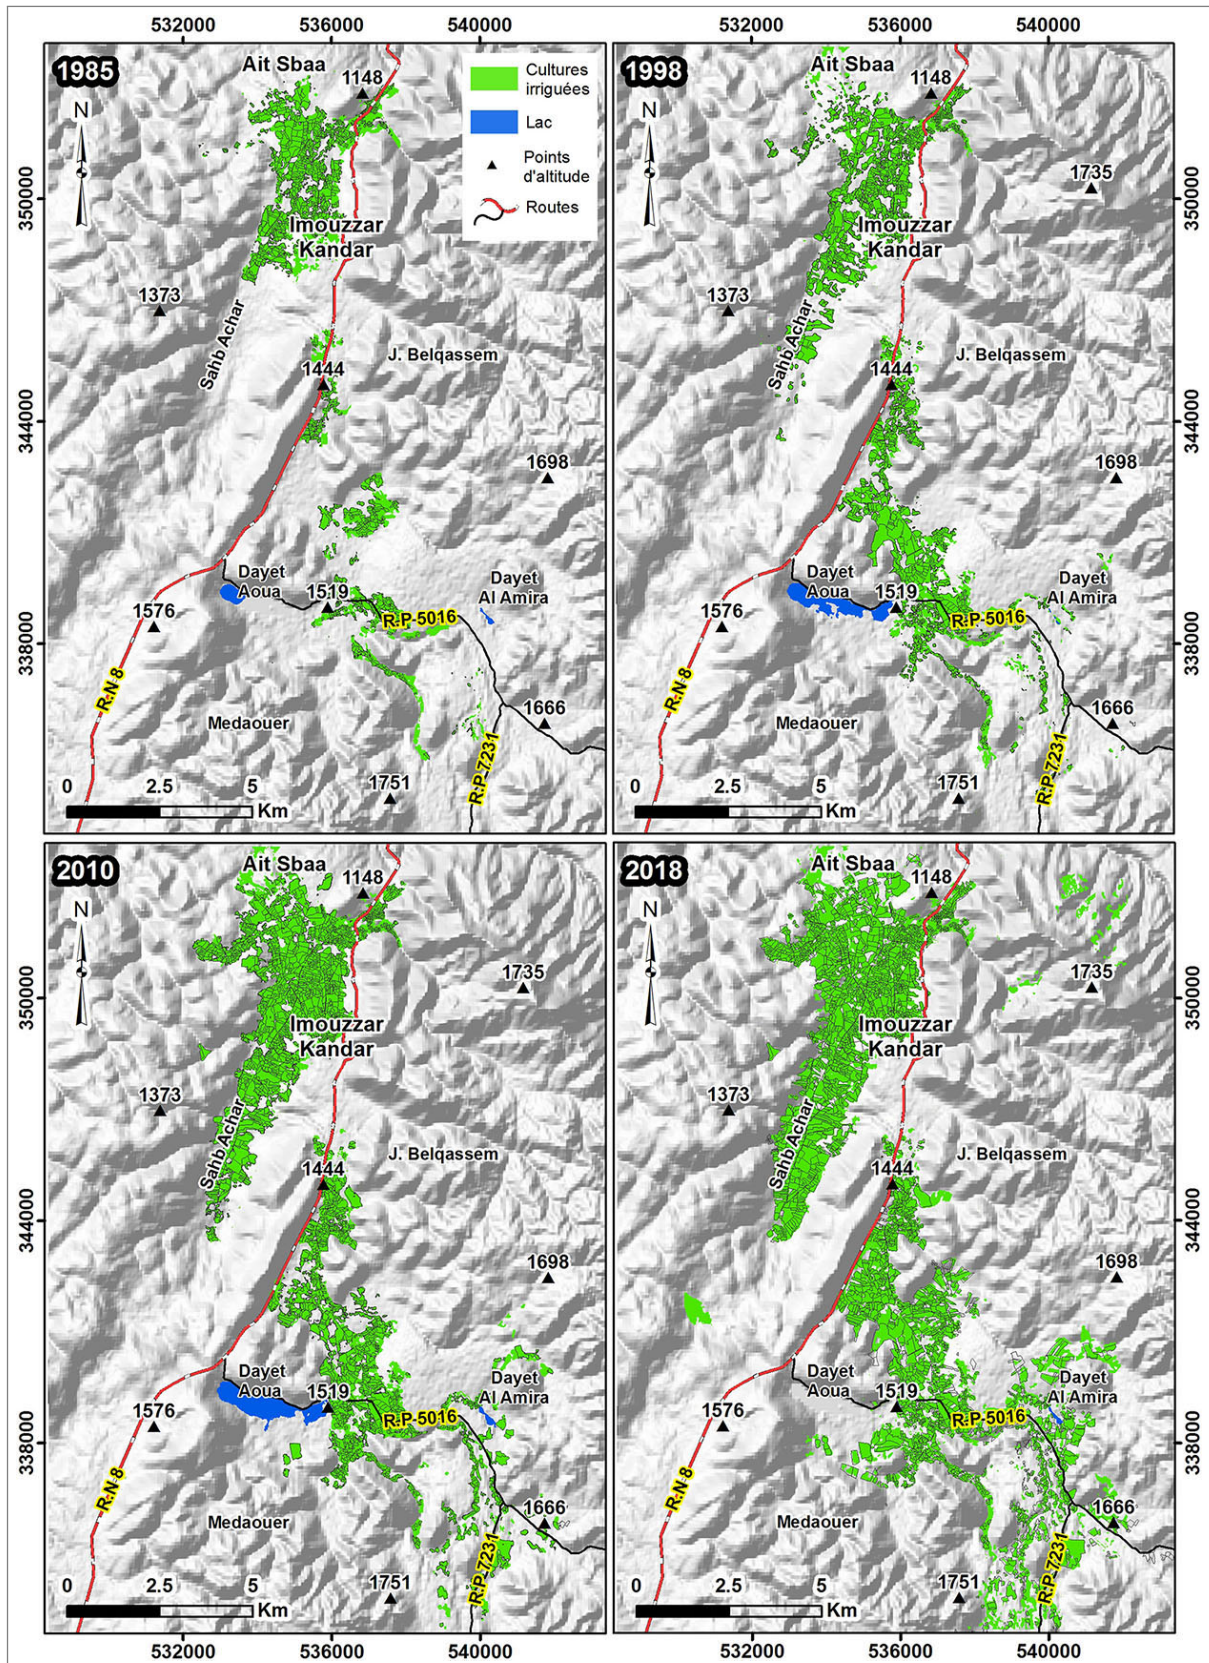 532000 536000 540000 532000 536000 540000
1985
Ait Sbaa
1148
N
Cultures
irriguées
Lac
Points
d'altitude
Routes
350000
Imouzzar
Kandar
1373
Sahb Achar
J. Belqassem
1444
344000
1698
Dayet
Aoua
1519
Dayet
Al Amira
1576
R.P-5016
338000
R.N 8
Medaouer
1666
1751
R.P-7231
0 2.5 5
Km
1998
Ait Sbaa
1148
N
1735
350000
Imouzzar
Kandar
1373
Sahb Achar
J. Belqassem
1444
344000
1698
Dayet
Aoua
1519
Dayet
Al Amira
1576
R.P-5016
338000
R.N 8
Medaouer
1666
1751
R.P-7231
0 2.5 5
Km
2010
Ait Sbaa
1148
N
1735
350000
Imouzzar
Kandar
1373
Sahb Achar
J. Belqassem
1444
344000
1698
Dayet
Aoua
1519
Dayet
Al Amira
1576
R.P-5016
338000
R.N 8
Medaouer
1666
1751
R.P-7231
0 2.5 5
Km
2018
Ait Sbaa
1148
N
1735
350000
Imouzzar
Kandar
1373
Sahb Achar
J. Belqassem
1444
344000
1698
Dayet
Aoua
1519
Dayet
Al Amira
1576
R.P-5016
338000
R.N 8
Medaouer
1666
1751
R.P-7231
0 2.5 5
Km
532000 536000 540000 532000 536000 540000